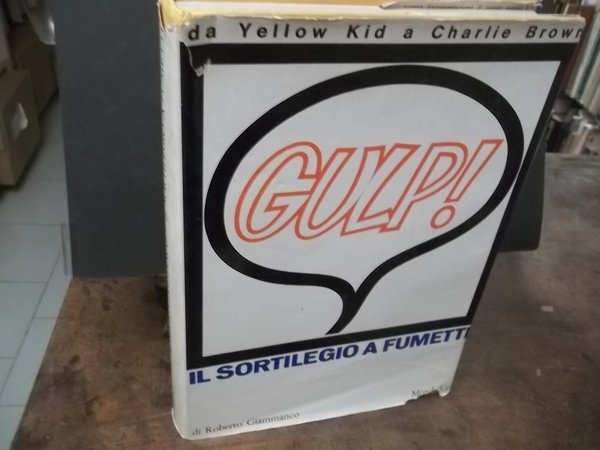 da Yellow Kid a Charlie Brown
GULP!
IL SORTILEGIO A FUMETTI
di Roberto Giammanco